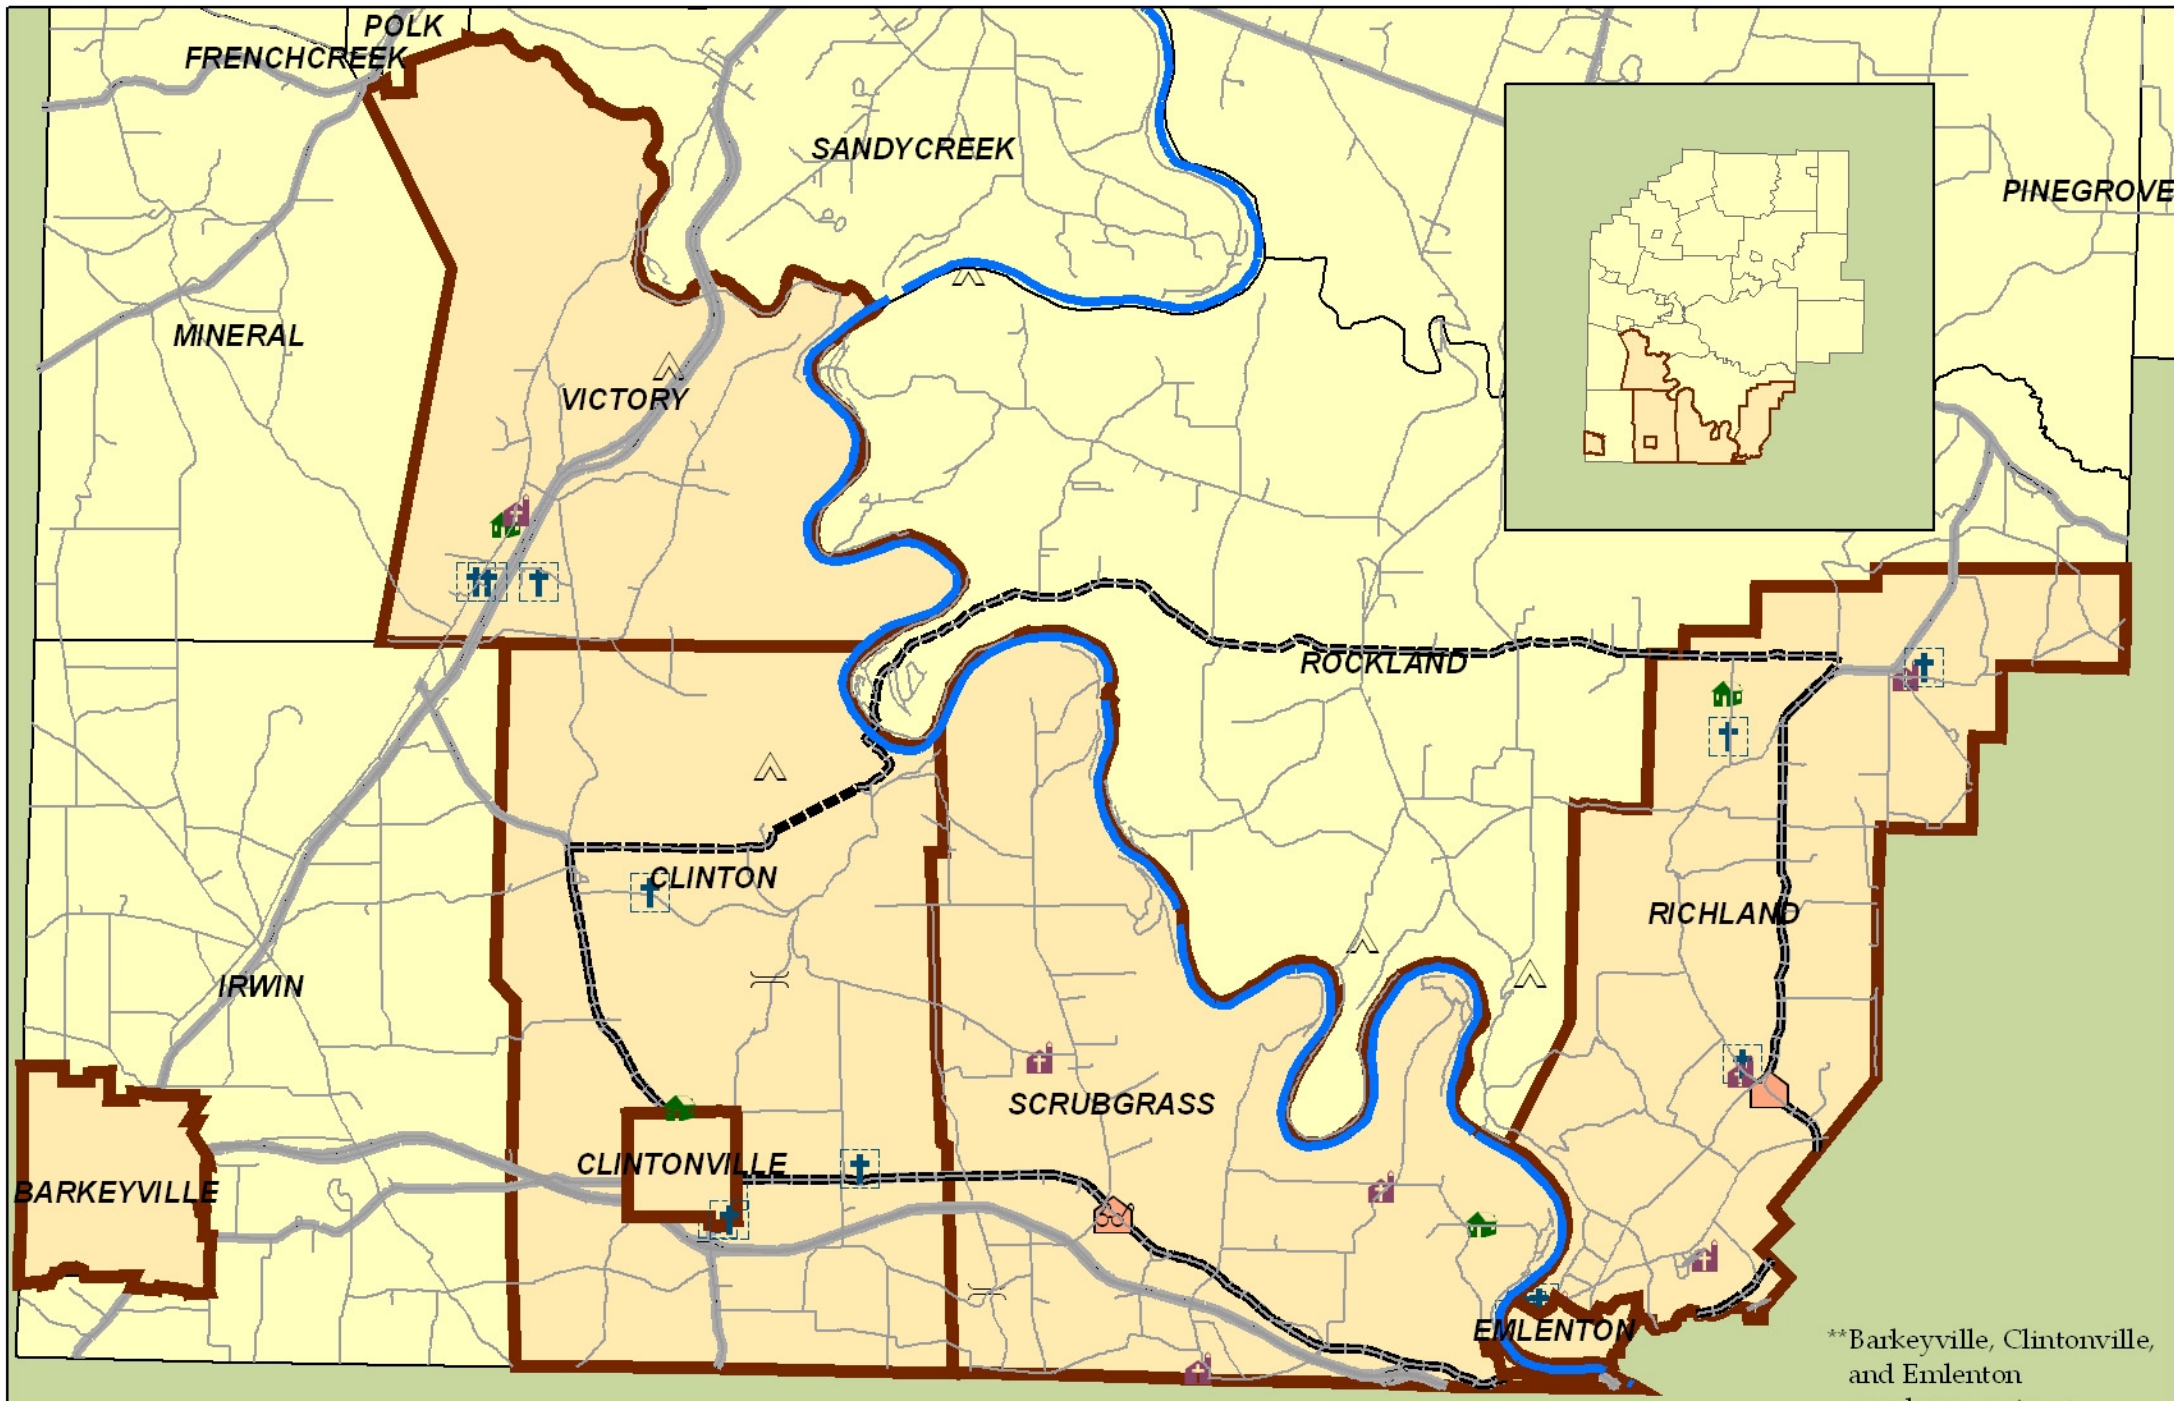 POLK
FRENCHCREEK
SANDYCREEK
PINEGROVE
MINERAL
VICTORY
ROCKLAND
CLINTON
RICHLAND
IRWIN
SCRUBGRASS
CLINTONVILLE
BARKEYVILLE
EMLENTON
**Barkeyville, Clintonville,
and Emlenton